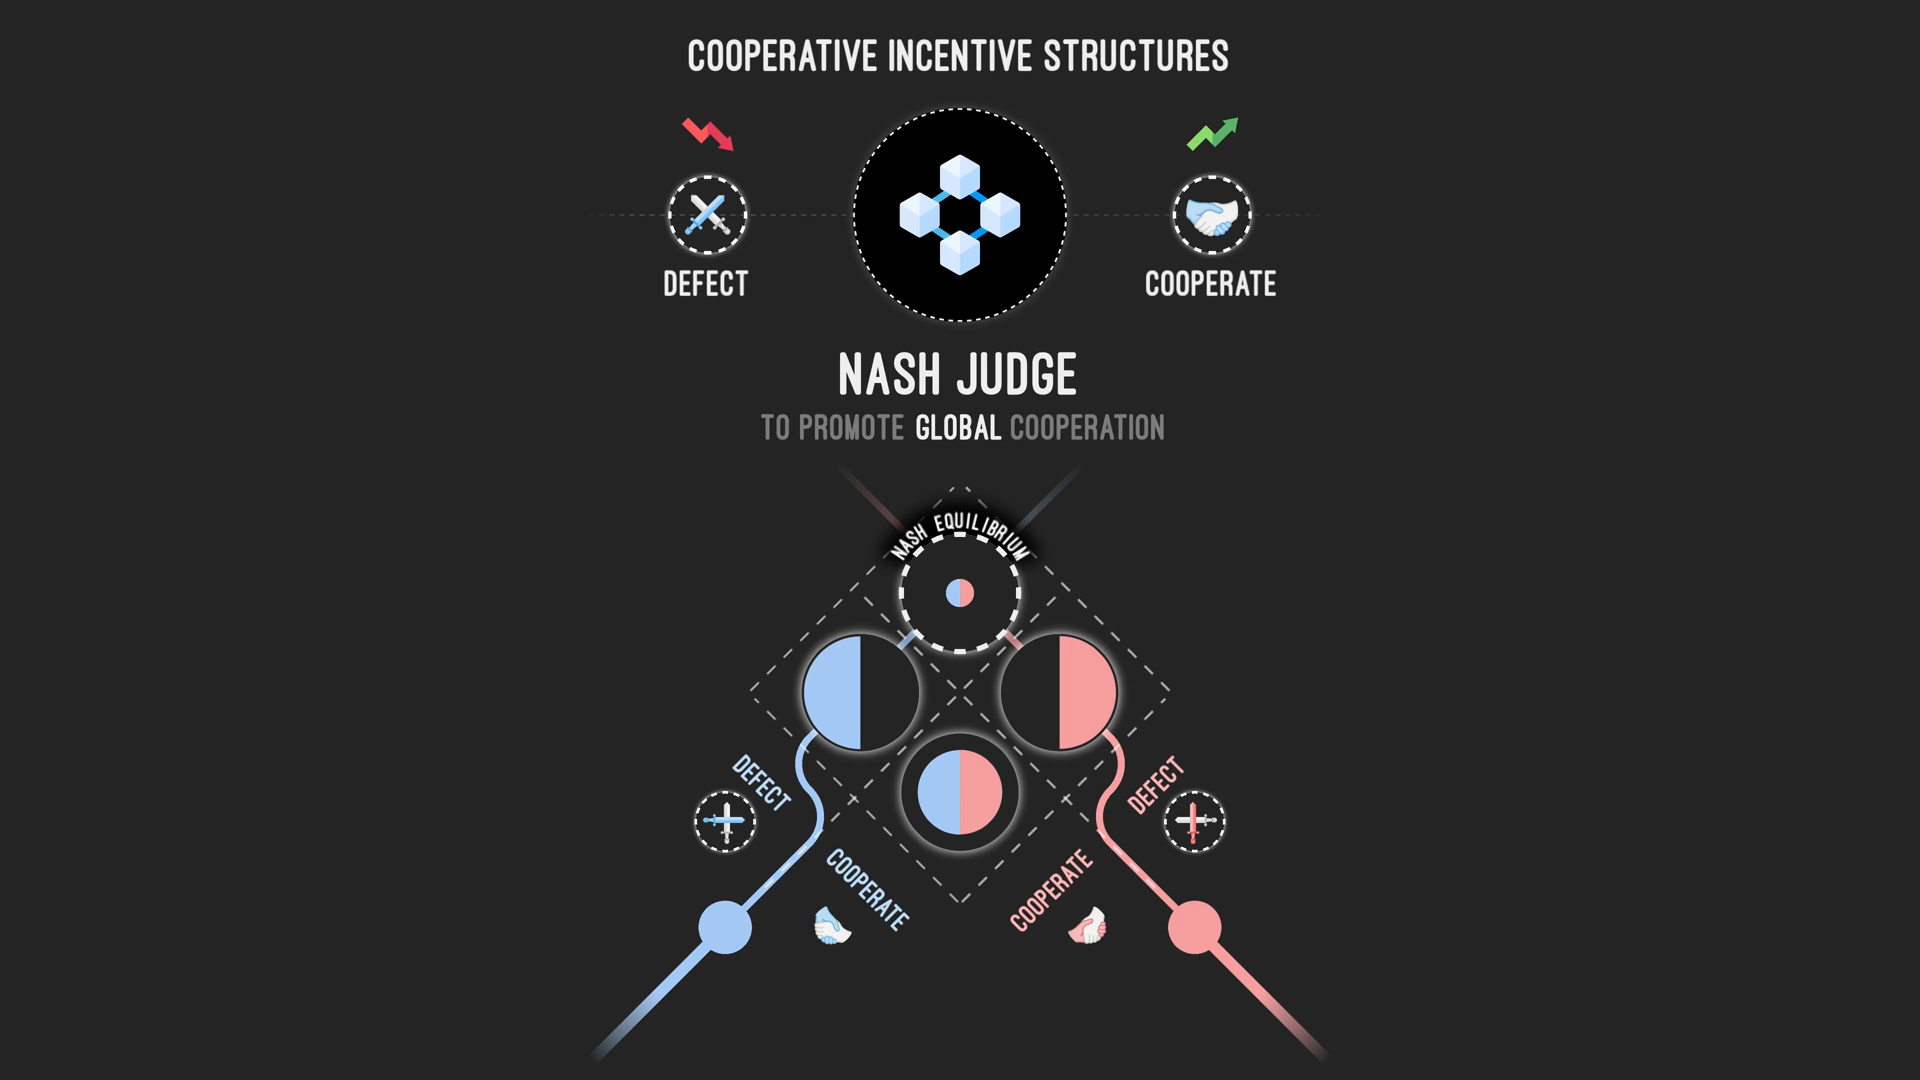 COOPERATIVE INCENTIVE STRUCTURES
DEFECT
COOPERATE
NASH JUDGE
TO PROMOTE GLOBAL COOPERATION
NASH EQUILIBRIUM
DEFECT
DEFECT
COOPERATE
COOPERATE